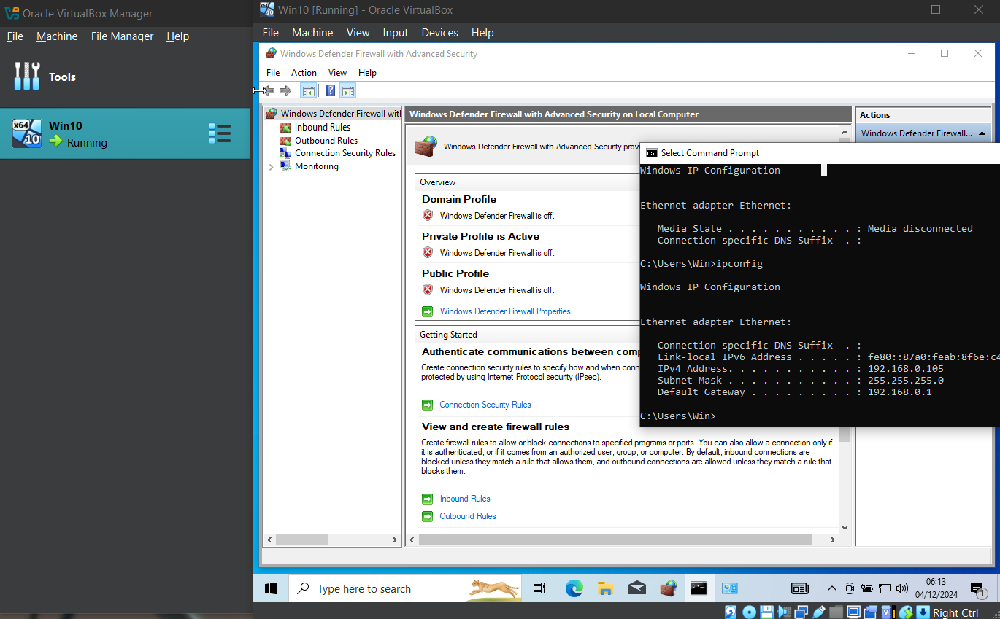 Oracle VirtualBox Manager
File Machine File Manager Help
Tools
x64
10
Win10
Running
x64
10
Win10 [Running] - Oracle VirtualBox
File Machine View Input Devices Help
Windows Defender Firewall with Advanced Security
File Action View Help
Windows Defender Firewall with
Inbound Rules
Outbound Rules
Connection Security Rules
Monitoring
Windows Defender Firewall with Advanced Security on Local Computer
Windows Defender Firewall with Advanced Security provi
Overview
Domain Profile
Windows Defender Firewall is off.
Private Profile is Active
Windows Defender Firewall is off.
Public Profile
Windows Defender Firewall is off.
Windows Defender Firewall Properties
Getting Started
Authenticate communications between comp
Create connection security rules to specify how and when conn
protected by using Internet Protocol security (IPsec).
Connection Security Rules
View and create firewall rules
Create firewall rules to allow or block connections to specified programs or ports. You can also allow a connection only if
it is authenticated, or if it comes from an authorized user, group, or computer. By default, inbound connections are
blocked unless they match a rule that allows them, and outbound connections are allowed unless they match a rule that
blocks them.
Inbound Rules
Outbound Rules
Actions
Windows Defender Firewall...
Select Command Prompt
Windows IP Configuration
Ethernet adapter Ethernet:
Media State . . . . . . . . . . . : Media disconnected
Connection-specific DNS Suffix . :
C:\Users\Win>ipconfig
Windows IP Configuration
Ethernet adapter Ethernet:
Connection-specific DNS Suffix . :
Link-local IPv6 Address . . . . . : fe80::87a0:feab:8f6e:c4
IPv4 Address. . . . . . . . . . . : 192.168.0.105
Subnet Mask . . . . . . . . . . . : 255.255.255.0
Default Gateway . . . . . . . . . : 192.168.0.1
C:\Users\Win>
Type here to search
06:13
04/12/2024
1
Right Ctrl